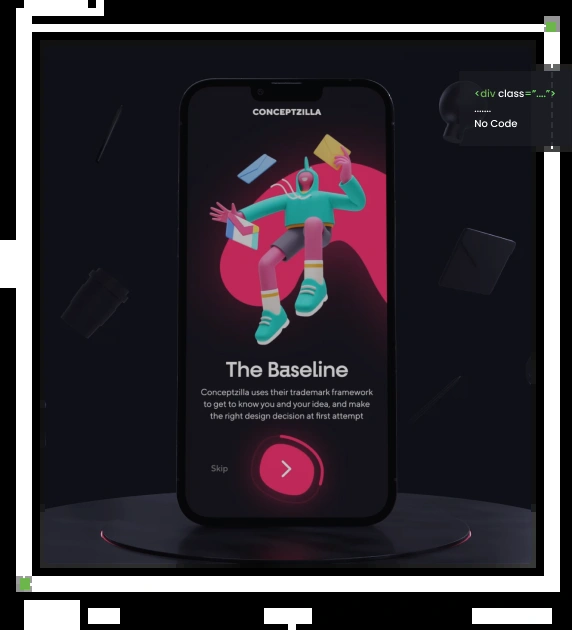 <div class="....">
.......
No Code
CONCEPTZILLA
The Baseline
Conceptzilla uses their trademark framework
to get to know you and your idea, and make
the right design decision at first attempt
Skip